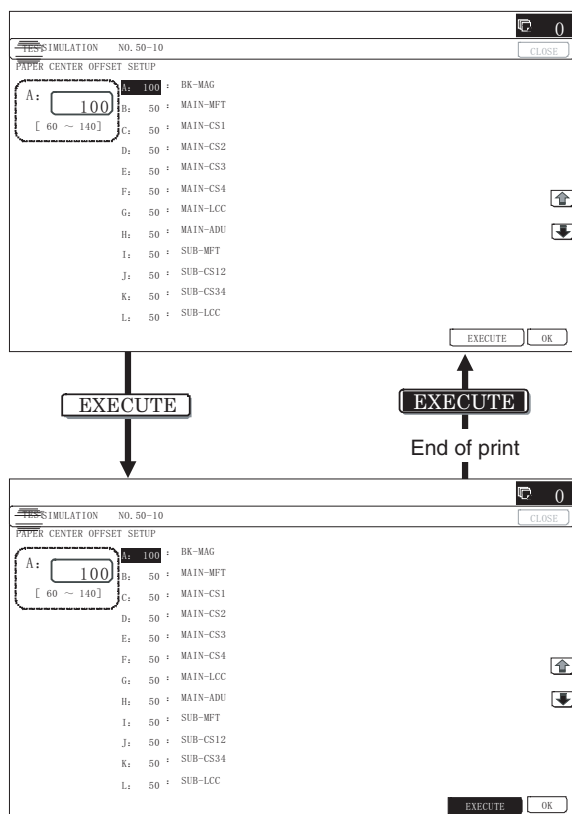 0
TEST SIMULATION NO.50-10 CLOSE
PAPER CENTER OFFSET SETUP
A: 100 [ 60 ~ 140]
A: 100 : BK-MAG
B: 50 : MAIN-MFT
C: 50 : MAIN-CS1
D: 50 : MAIN-CS2
E: 50 : MAIN-CS3
F: 50 : MAIN-CS4
G: 50 : MAIN-LCC
H: 50 : MAIN-ADU
I: 50 : SUB-MFT
J: 50 : SUB-CS12
K: 50 : SUB-CS34
L: 50 : SUB-LCC
EXECUTE OK
EXECUTE EXECUTE
End of print
0
TEST SIMULATION NO.50-10 CLOSE
PAPER CENTER OFFSET SETUP
A: 100 [ 60 ~ 140]
A: 100 : BK-MAG
B: 50 : MAIN-MFT
C: 50 : MAIN-CS1
D: 50 : MAIN-CS2
E: 50 : MAIN-CS3
F: 50 : MAIN-CS4
G: 50 : MAIN-LCC
H: 50 : MAIN-ADU
I: 50 : SUB-MFT
J: 50 : SUB-CS12
K: 50 : SUB-CS34
L: 50 : SUB-LCC
EXECUTE OK